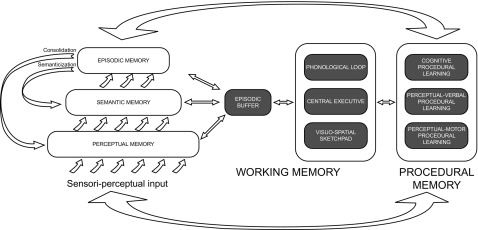 Consolidation
Semanticization
EPISODIC MEMORY
SEMANTIC MEMORY
PERCEPTUAL MEMORY
Sensori-perceptual input
EPISODIC
BUFFER
PHONOLOGICAL LOOP
CENTRAL EXECUTIVE
VISUO-SPATIAL
SKETCHPAD
WORKING MEMORY
COGNITIVE
PROCEDURAL
LEARNING
PERCEPTUAL-VERBAL
PROCEDURAL
LEARNING
PERCEPTUAL-MOTOR
PROCEDURAL
LEARNING
PROCEDURAL
MEMORY